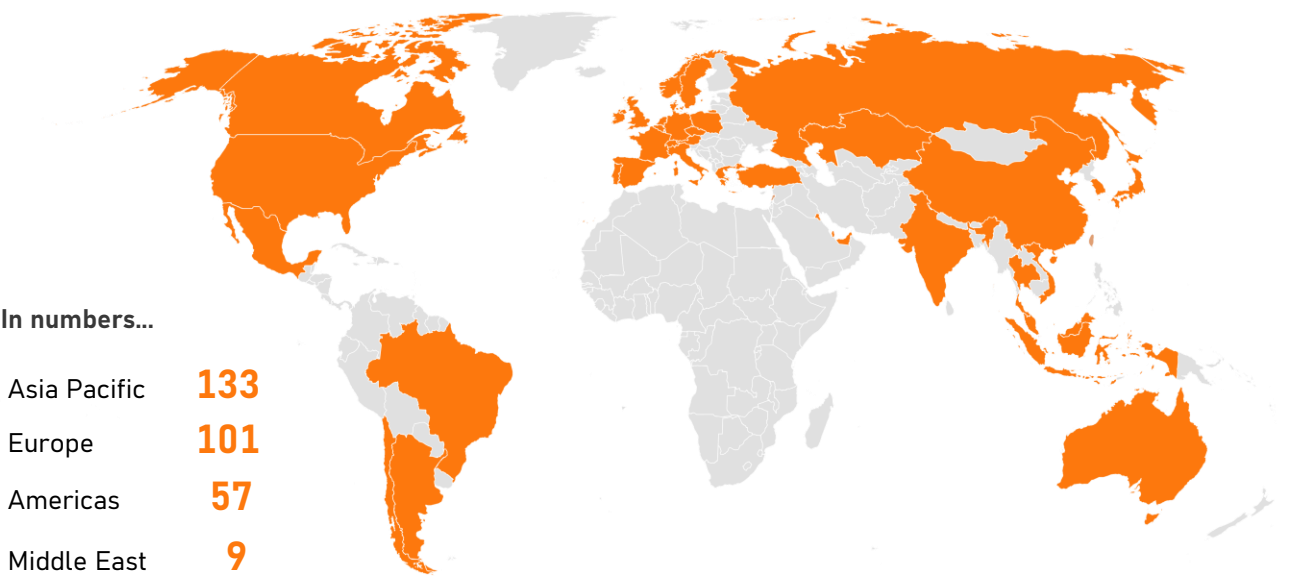 In numbers...
Asia Pacific 133
Europe 101
Americas 57
Middle East 9